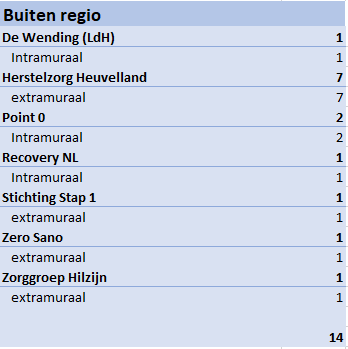 Buiten regio
De Wending (LdH) 1
Intramuraal 1
Herstelzorg Heuvelland 7
extramuraal 7
Point 0 2
Intramuraal 2
Recovery NL 1
Intramuraal 1
Stichting Stap 1 1
extramuraal 1
Zero Sano 1
extramuraal 1
Zorggroep Hilzijn 1
extramuraal 1
14